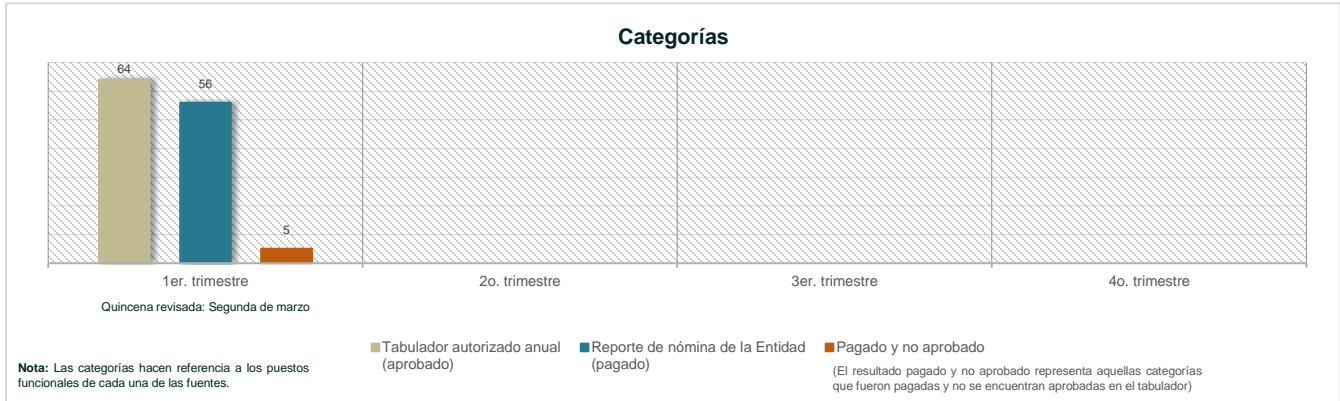 Categorías
64
56
5
1er. trimestre
2o. trimestre
3er. trimestre
4o. trimestre
Quincena revisada: Segunda de marzo
Tabulador autorizado anual
(aprobado)
Reporte de nómina de la Entidad
(pagado)
Pagado y no aprobado
(El resultado pagado y no aprobado representa aquellas categorías
que fueron pagadas y no se encuentran aprobadas en el tabulador)
Nota: Las categorías hacen referencia a los puestos
funcionales de cada una de las fuentes.